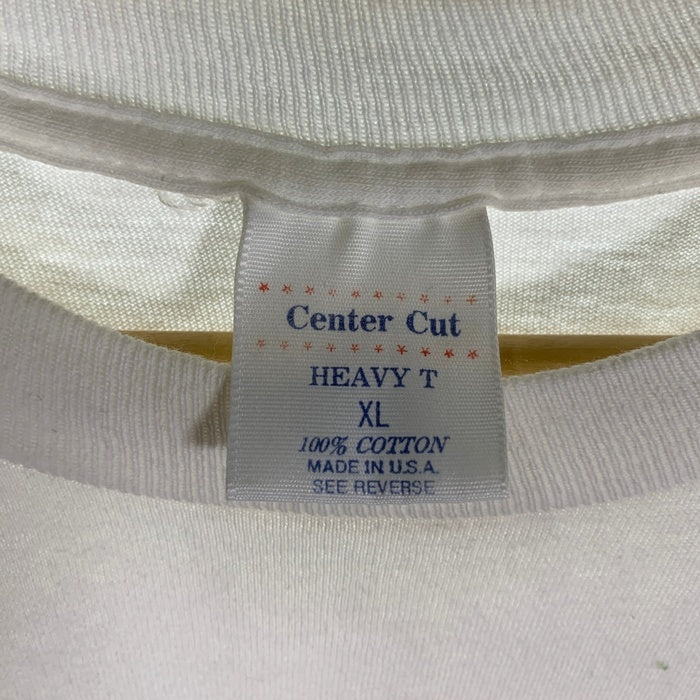 Center Cut
HEAVY T
XL
100% COTTON
MADE IN U.S.A.
SEE REVERSE